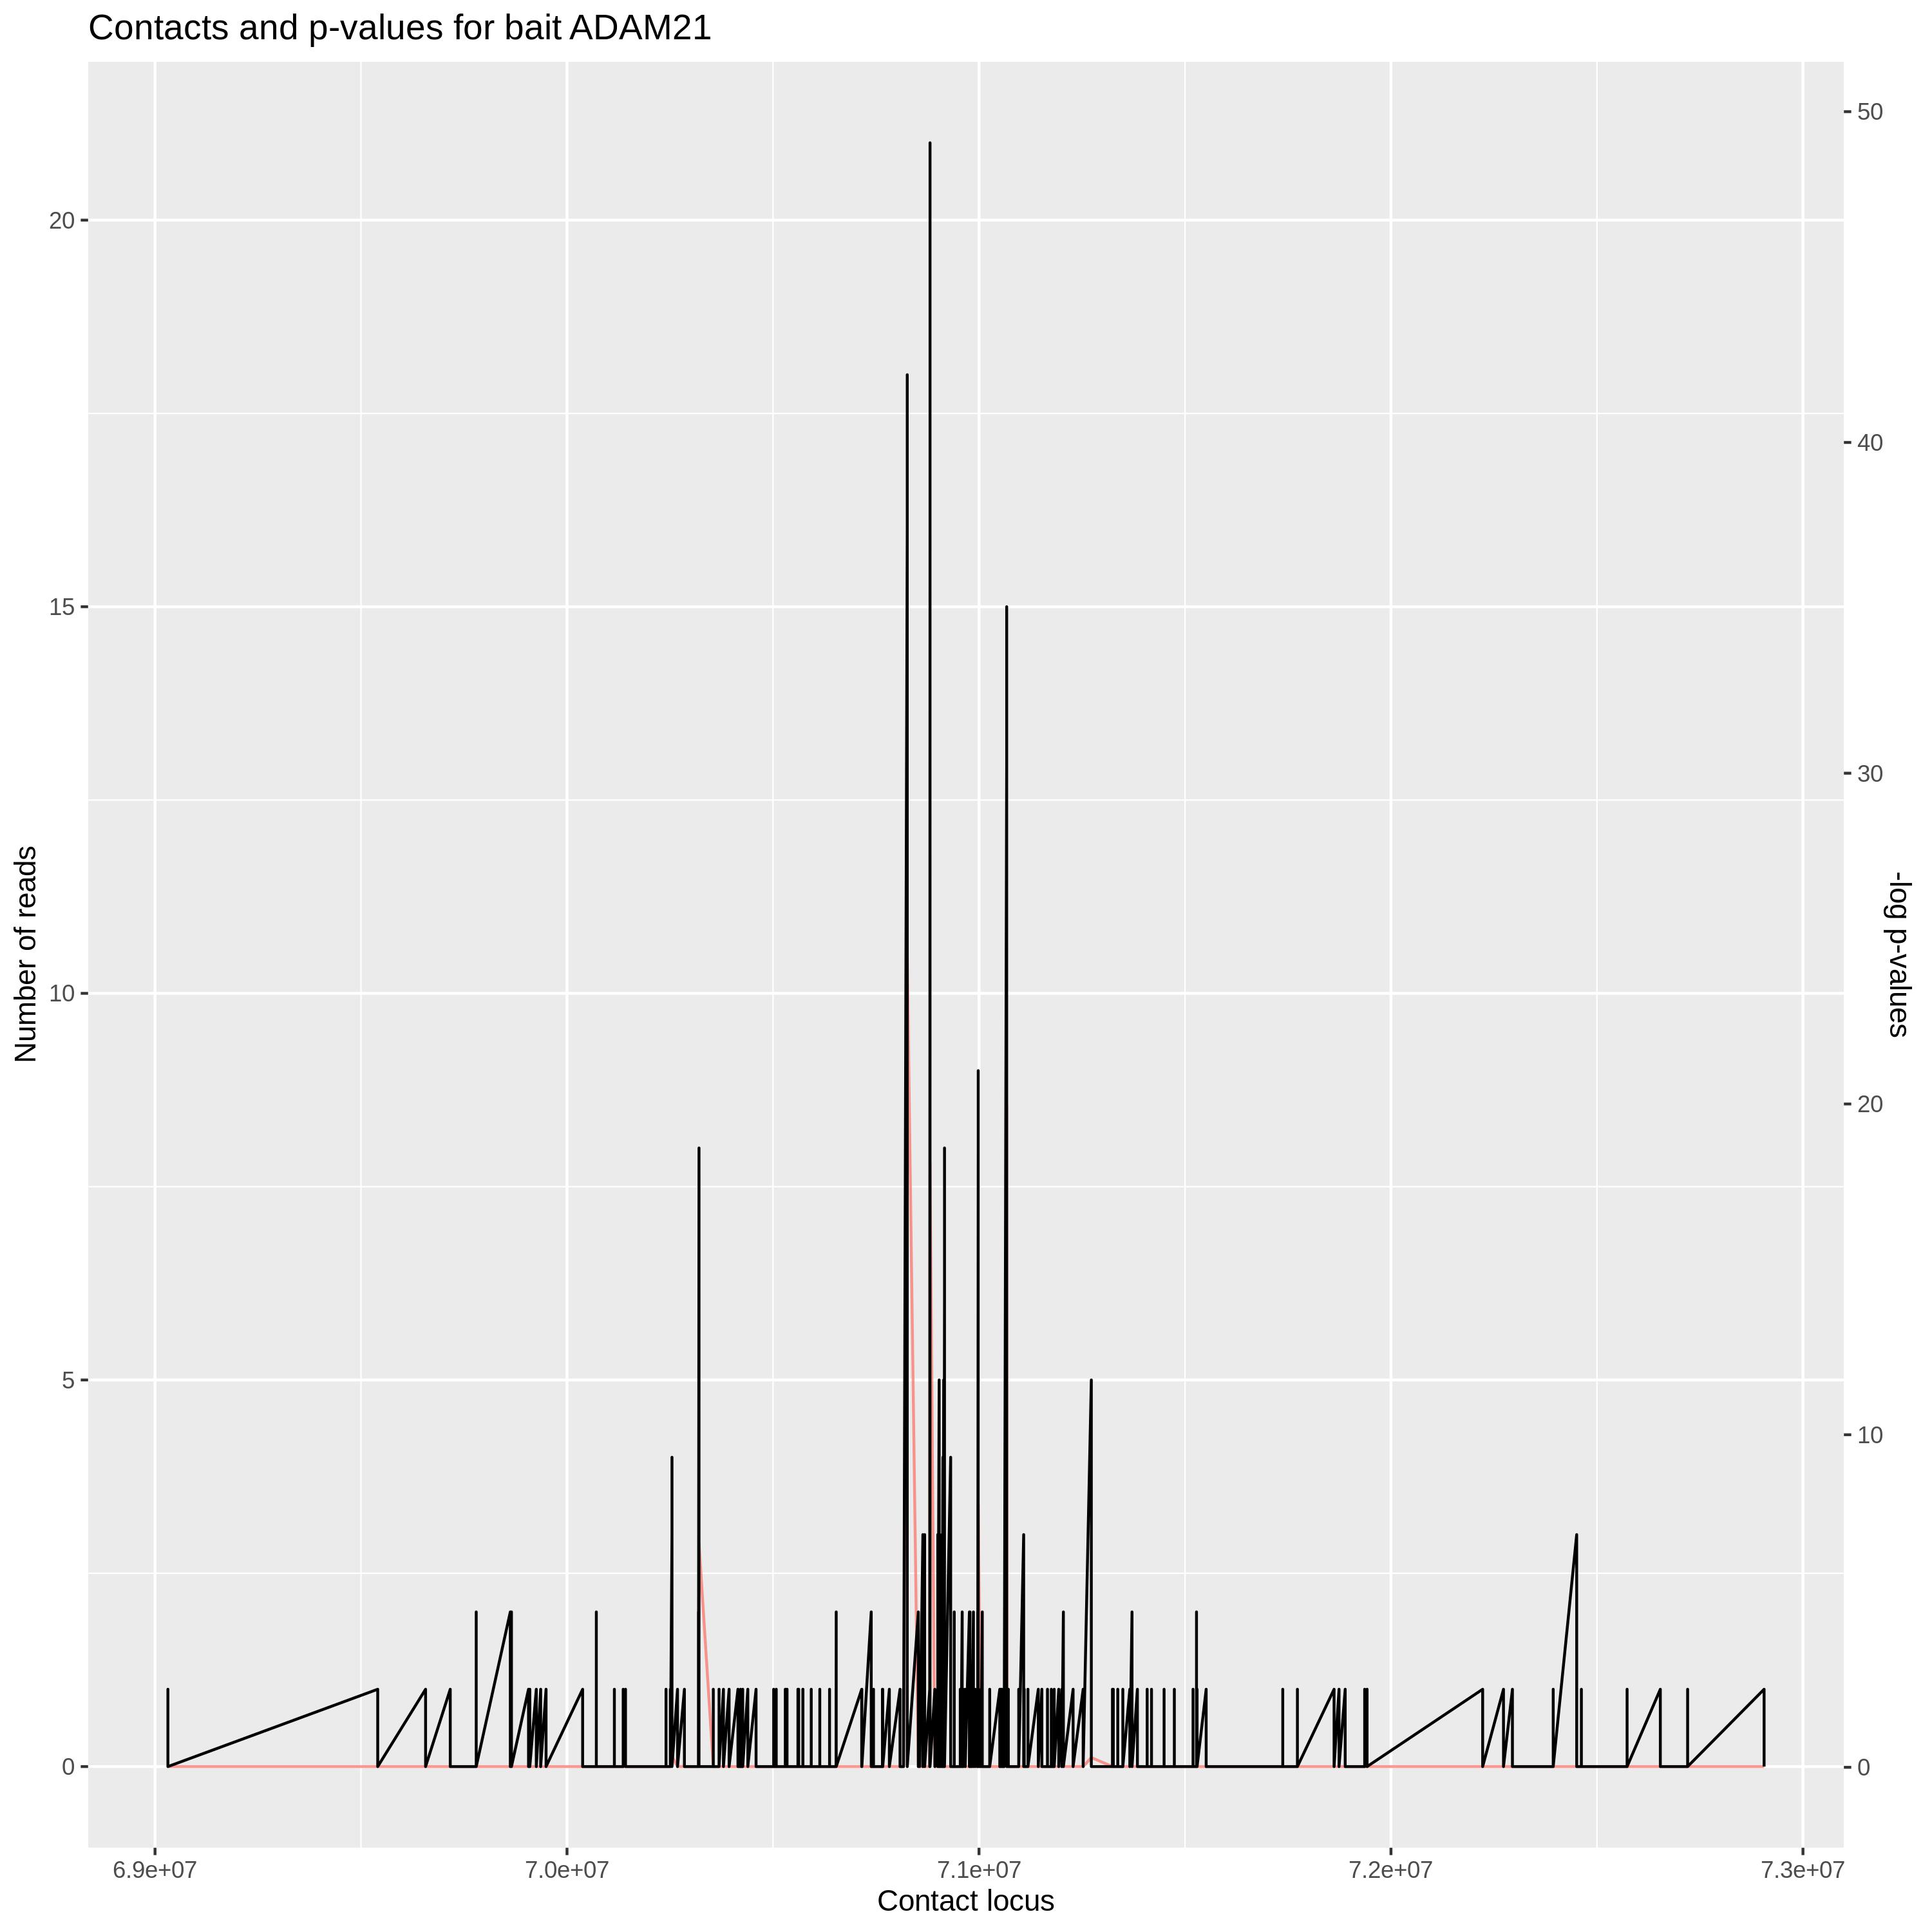 Contacts and p-values for bait ADAM21
Number of reads
20
15
10
5
0
50
40
30
20
10
0
-log p-values
6.9e+07 7.0e+07 7.1e+07 7.2e+07 7.3e+07
Contact locus